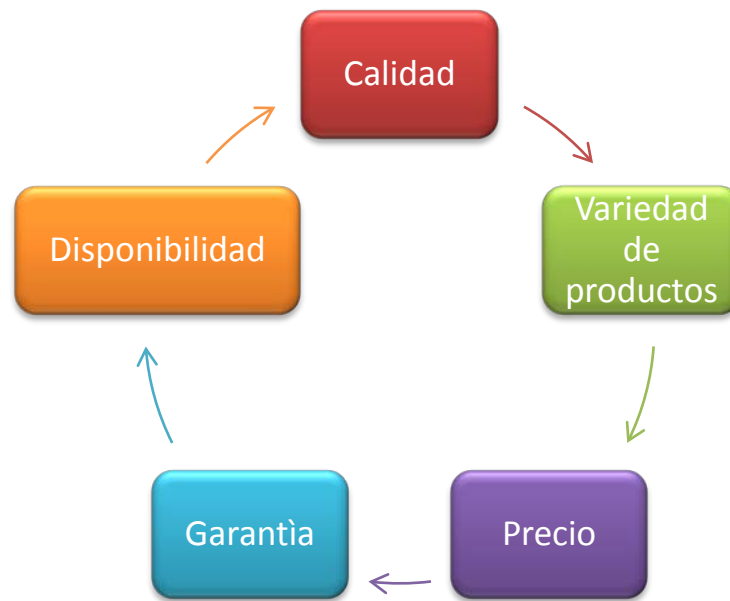 Calidad
Variedad
de
productos
Precio
Garantìa
Disponibilidad